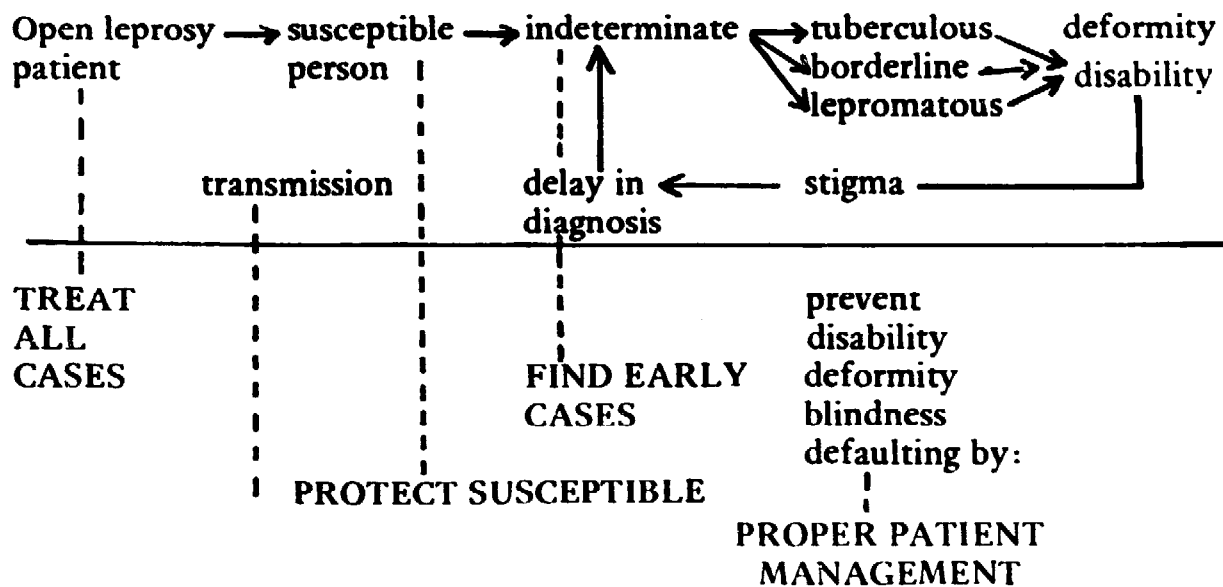 Open leprosy susceptible indeterminate tuberculous deformity
patient person borderline disability
lepromatous
transmission delay in stigma
diagnosis
TREAT prevent
ALL disability
CASES FIND EARLY deformity
CASES blindness
defaulting by:
PROTECT SUSCEPTIBLE
PROPER PATIENT
MANAGEMENT